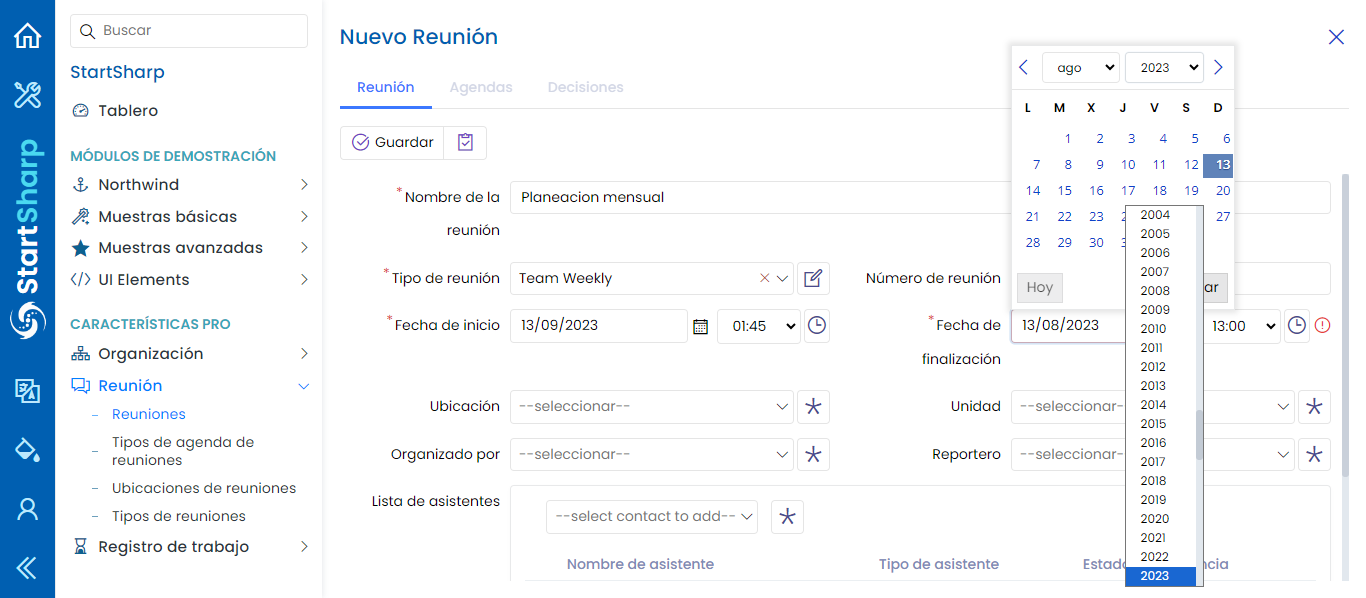 StartSharp
Buscar
StartSharp
Tablero
MÓDULOS DE DEMOSTRACIÓN
Northwind
Muestras básicas
Muestras avanzadas
UI Elements
CARACTERÍSTICAS PRO
Organización
Reunión
Reuniones
Tipos de agenda de
reuniones
Ubicaciones de reuniones
Tipos de reuniones
Registro de trabajo
Nuevo Reunión
Reunión
Agendas
Decisiones
Guardar
*Nombre de la
reunión
Planeacion mensual
*Tipo de reunión
Team Weekly
Número de reunión
*Fecha de inicio
13/09/2023
01:45
*Fecha de
finalización
13/08/2023
13:00
Ubicación
--seleccionar--
Unidad
--seleccionar-
Organizado por
--seleccionar--
Reportero
--seleccionar-
Lista de asistentes
--select contact to add--
Nombre de asistente
Tipo de asistente
Estad
ncia
ago
2023
L M X J V S D
1 2 3 4 5 6
7 8 9 10 11 12 13
14 15 16 17 18 19 20
21 22 23 2 27
28 29 30 3
Hoy
ar
2004
2005
2006
2007
2008
2009
2010
2011
2012
2013
2014
2015
2016
2017
2018
2019
2020
2021
2022
2023